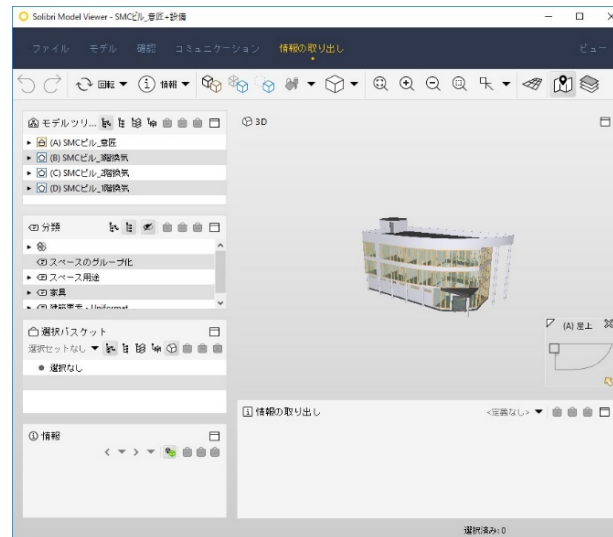 Solibri Model Viewer - SMCビル_意匠+設備
ファイル モデル 確認 コミュニケーション 情報の取り出し ビュー
回転 情報
モデルツリ...
(A) SMCビル_意匠
(B) SMCビル_3階換気
(C) SMCビル_2階換気
(D) SMCビル_1階換気
3D
分類
スペースのグループ化
スペース用途
家具
建築要素 - Uniformat
選択バスケット
選択セットなし
選択なし
(A) 屋上
情報の取り出し <定義なし>
情報
選択済み: 0